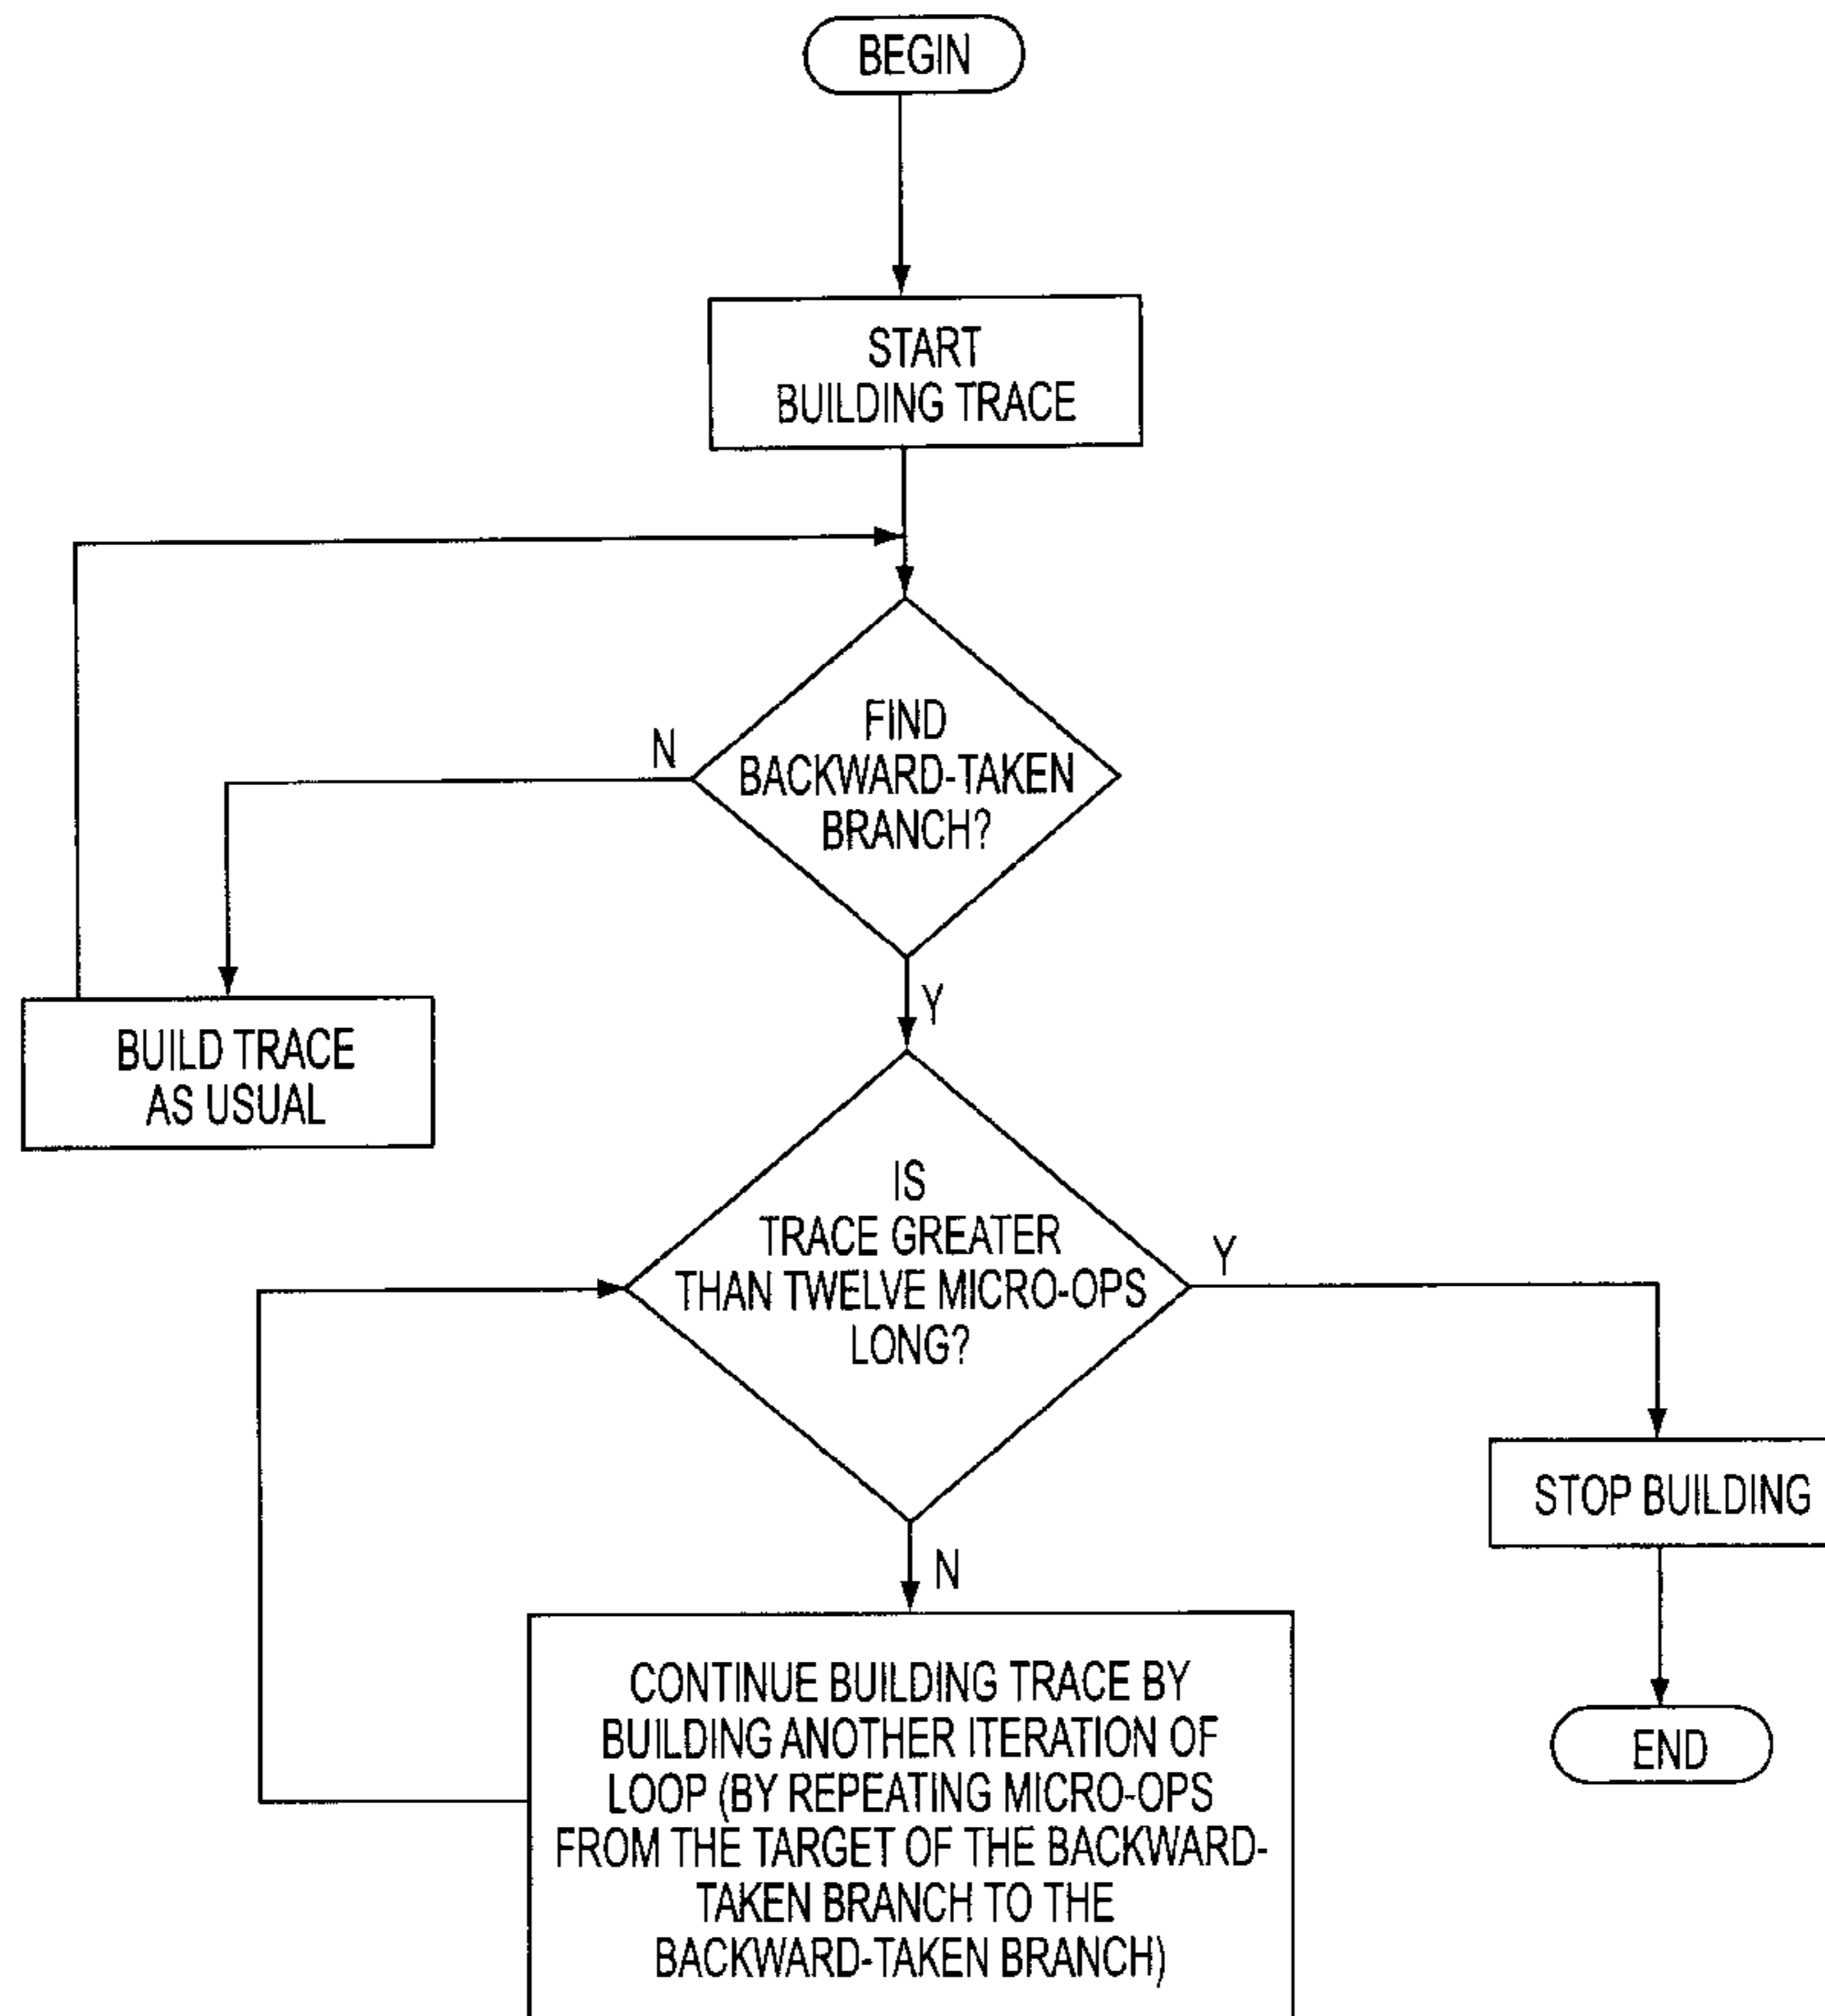 BEGIN
START
BUILDING TRACE
FIND
BACKWARD-TAKEN
BRANCH?
N
Y
BUILD TRACE
AS USUAL
IS
TRACE GREATER
THAN TWELVE MICRO-OPS
LONG?
Y
N
STOP BUILDING
CONTINUE BUILDING TRACE BY
BUILDING ANOTHER ITERATION OF
LOOP (BY REPEATING MICRO-OPS
FROM THE TARGET OF THE BACKWARD-
TAKEN BRANCH TO THE
BACKWARD-TAKEN BRANCH)
END